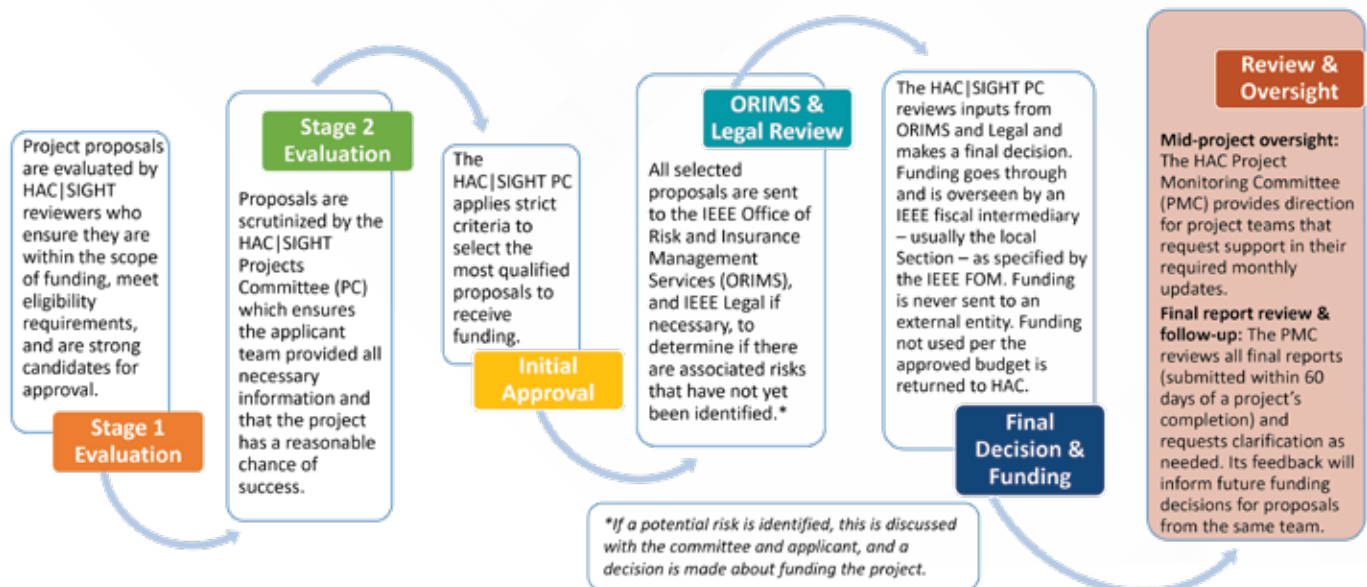 Project proposals
are evaluated by
HAC|SIGHT
reviewers who
ensure they are
within the scope
of funding, meet
eligibility
requirements,
and are strong
candidates for
approval.
Stage 1
Evaluation
Stage 2
Evaluation
Proposals are
scrutinized by the
HAC|SIGHT
Projects
Committee (PC)
which ensures
the applicant
team provided all
necessary
information and
that the project
has a reasonable
chance of
success.
The
HAC|SIGHT PC
applies strict
criteria to
select the
most qualified
proposals to
receive
funding.
Initial
Approval
ORIMS &
Legal Review
All selected
proposals are sent
to the IEEE Office of
Risk and Insurance
Management
Services (ORIMS),
and IEEE Legal if
necessary, to
determine if there
are associated risks
that have not yet
been identified.*
The HAC|SIGHT PC
reviews inputs from
ORIMS and Legal and
makes a final decision.
Funding goes through
and is overseen by an
IEEE fiscal intermediary
– usually the local
Section – as specified by
the IEEE FOM. Funding
is never sent to an
external entity. Funding
not used per the
approved budget is
returned to HAC.
Final
Decision &
Funding
Review &
Oversight
Mid-project oversight:
The HAC Project
Monitoring Committee
(PMC) provides direction
for project teams that
request support in their
required monthly
updates.
Final report review &
follow-up: The PMC
reviews all final reports
(submitted within 60
days of a project's
completion) and
requests clarification as
needed. Its feedback will
inform future funding
decisions for proposals
from the same team.
*If a potential risk is identified, this is discussed
with the committee and applicant, and a
decision is made about funding the project.